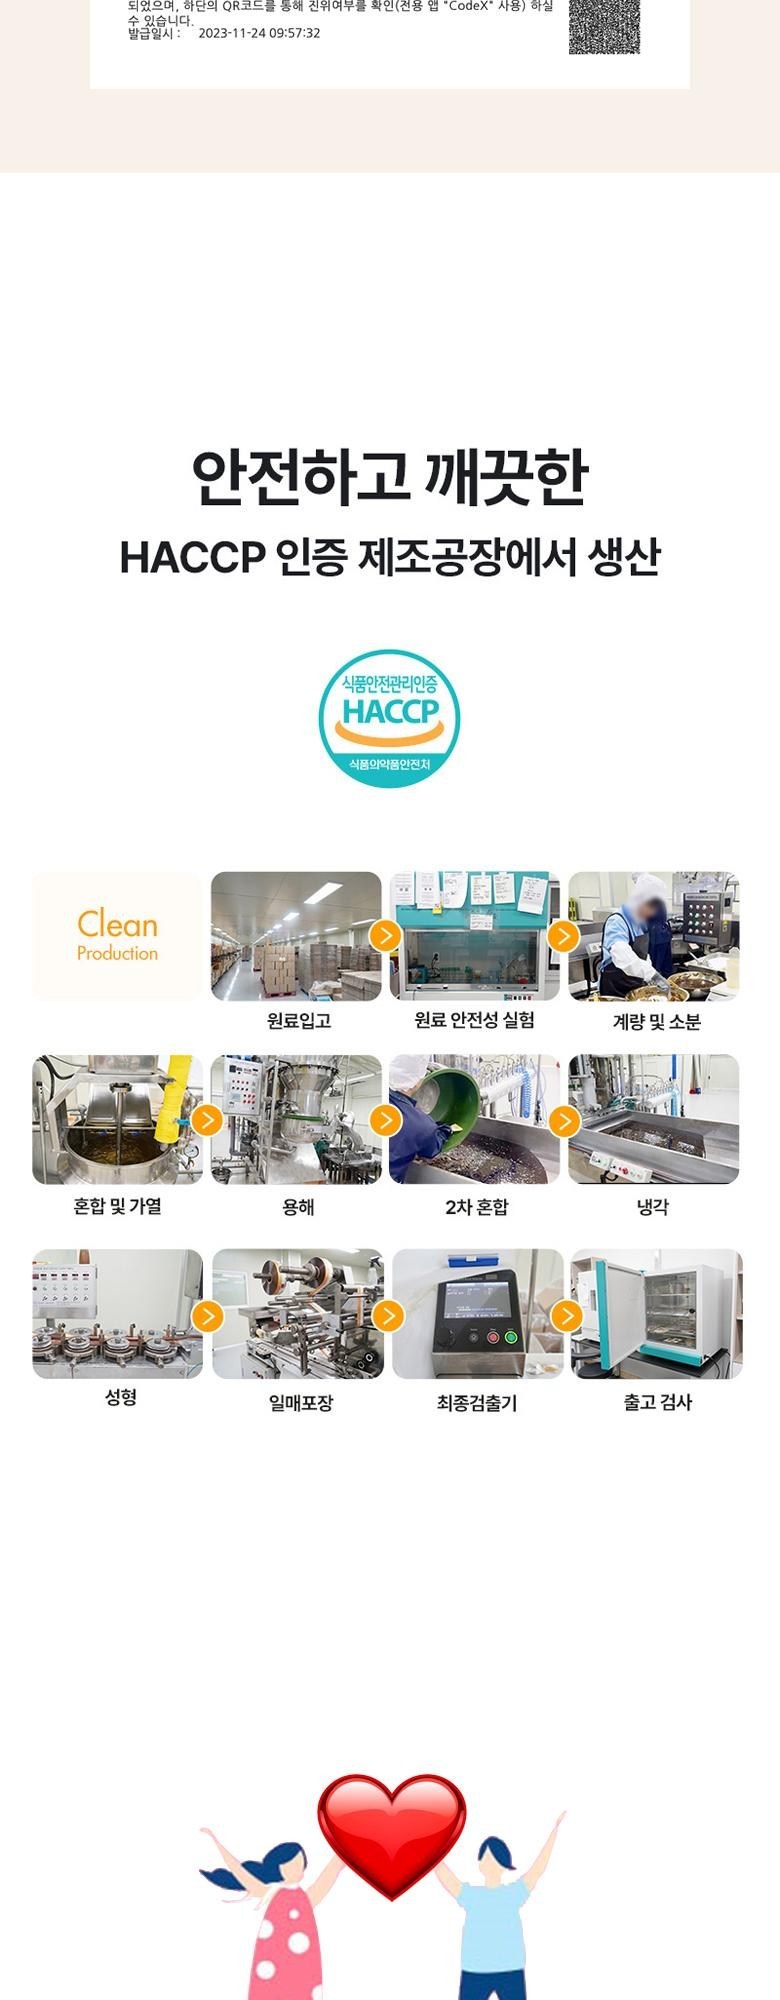 되었으며, 하단의 QR코드를 통해 진위여부를 확인(전용 앱 "CodeX" 사용) 하실
수 있습니다.
발급일시 : 2023-11-24 09:57:32
안전하고 깨끗한
HACCP 인증 제조공장에서 생산
식품안전관리인증
HACCP
식품의약품안전처
Clean
Production
원료입고
원료 안전성 실험
계량 및 소분
혼합 및 가열
용해
2차 혼합
냉각
성형
일매포장
최종검출기
출고 검사